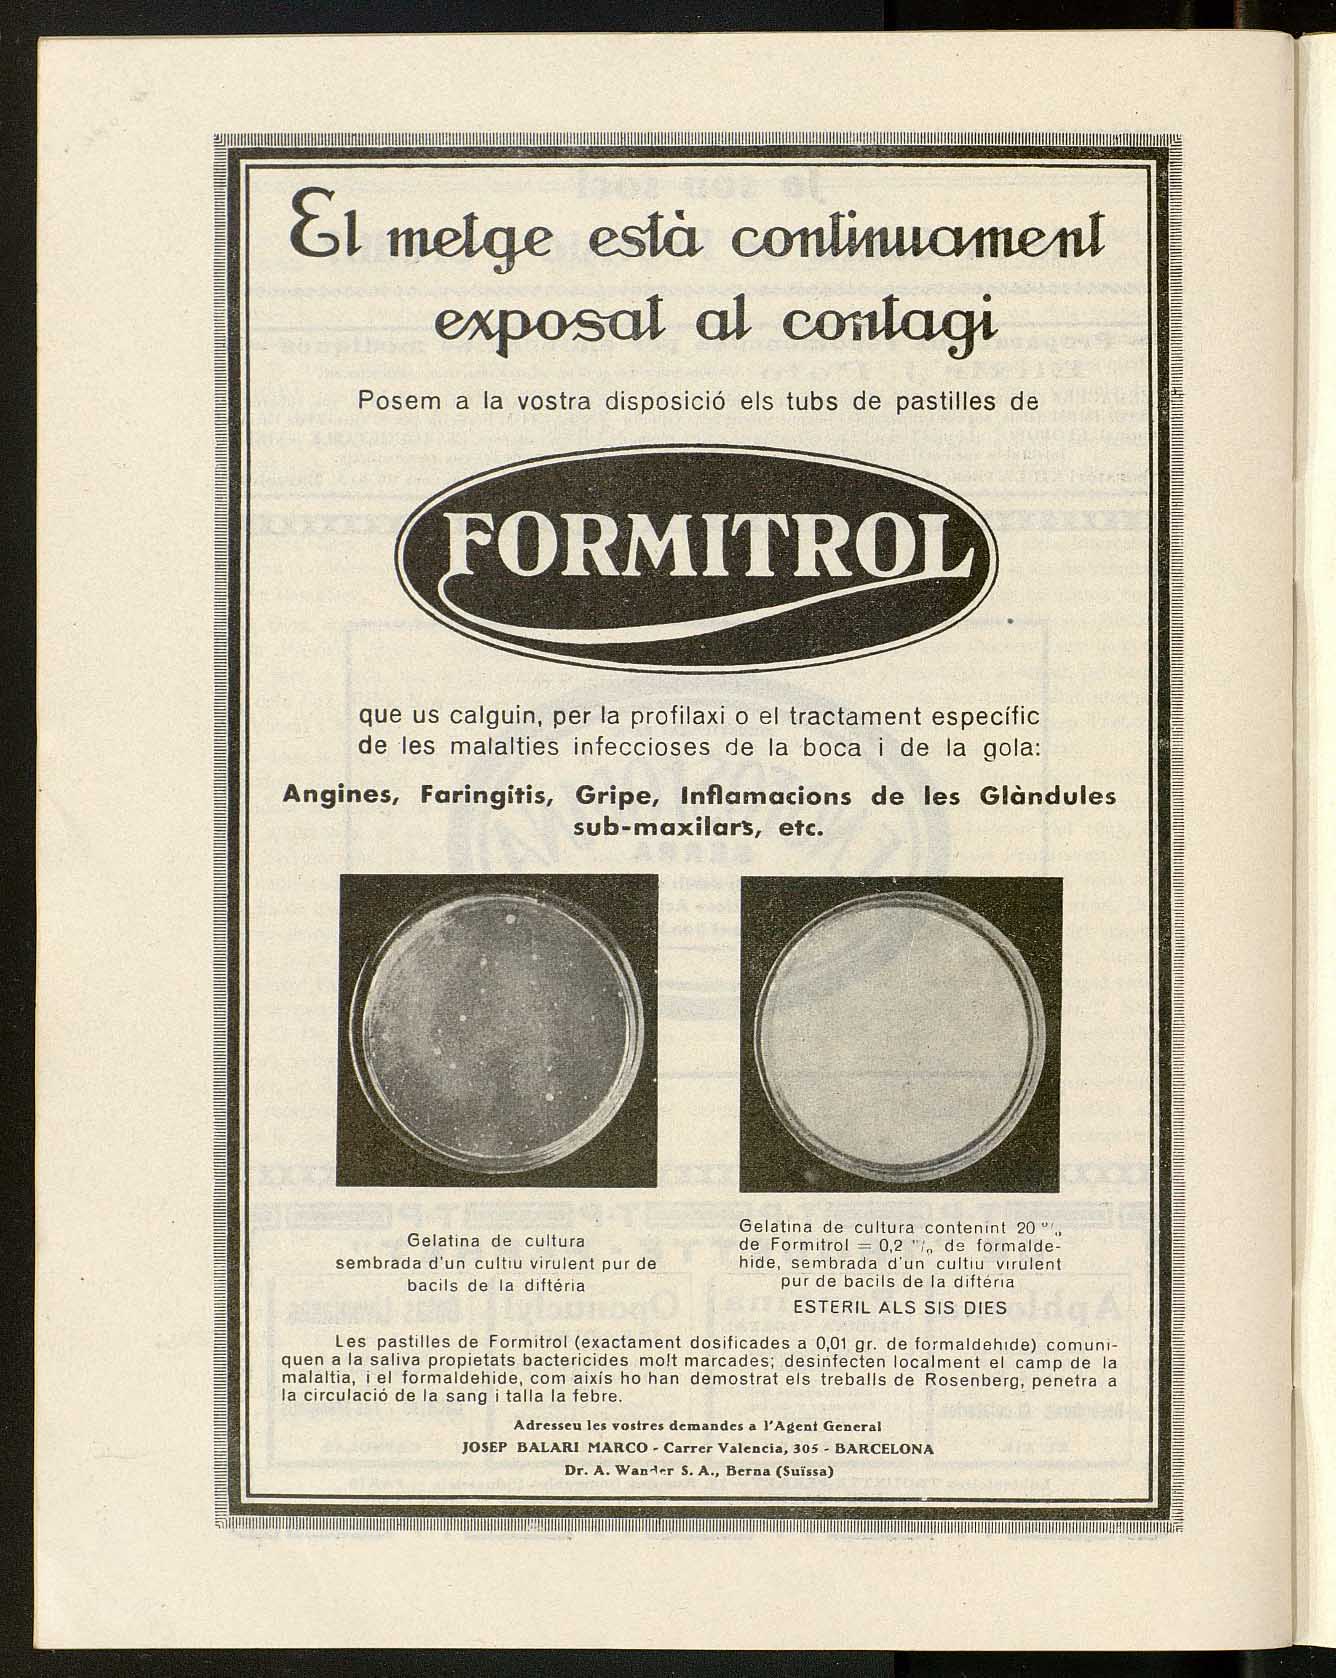 El metge està continuament
exposat al contagi
Posem a la vostra disposició els tubs de pastilles de
FORMITROL
que us calguin, per la profilaxi o el tractament específic
de les malalties infeccioses de la boca i de la gola:
Angines, Faringitis, Gripe, Inflamacions de les Glàndules
sub-maxilars, etc.
Gelatina de cultura
sembrada d'un cultiu virulent pur de
bacils de la diftéria
Gelatina de cultura contenint 20 %
de Formitrol = 0,2 % de formalde-
hide, sembrada d'un cultiu virulent
pur de bacils de la diftéria
ESTERIL ALS SIS DIES
Les pastilles de Formitrol (exactament dosificades a 0,01 gr. de formaldehide) comuni-
quen a la saliva propietats bactericides molt marcades; desinfecten localment el camp de la
malaltia, i el formaldehide, com aixís ho han demostrat els treballs de Rosenberg, penetra a
la circulació de la sang i talla la febre.
Adresseu les vostres demandes a l'Agent General
JOSEP BALARI MARCO - Carrer Valencia, 305 - BARCELONA
Dr. A. Wander S. A., Berna (Suïssa)